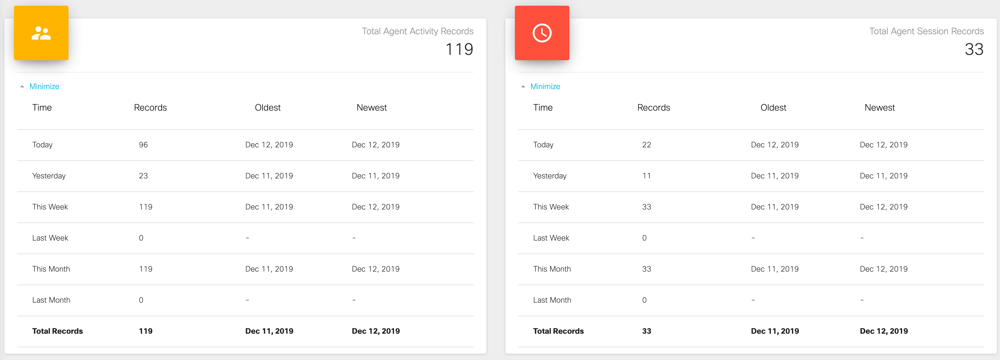 Total Agent Activity Records
119
Minimize
Time Records Oldest Newest
Today 96 Dec 12, 2019 Dec 12, 2019
Yesterday 23 Dec 11, 2019 Dec 11, 2019
This Week 119 Dec 11, 2019 Dec 12, 2019
Last Week 0 - -
This Month 119 Dec 11, 2019 Dec 12, 2019
Last Month 0 - -
Total Records 119 Dec 11, 2019 Dec 12, 2019
Total Agent Session Records
33
Minimize
Time Records Oldest Newest
Today 22 Dec 12, 2019 Dec 12, 2019
Yesterday 11 Dec 11, 2019 Dec 11, 2019
This Week 33 Dec 11, 2019 Dec 12, 2019
Last Week 0 - -
This Month 33 Dec 11, 2019 Dec 12, 2019
Last Month 0 - -
Total Records 33 Dec 11, 2019 Dec 12, 2019